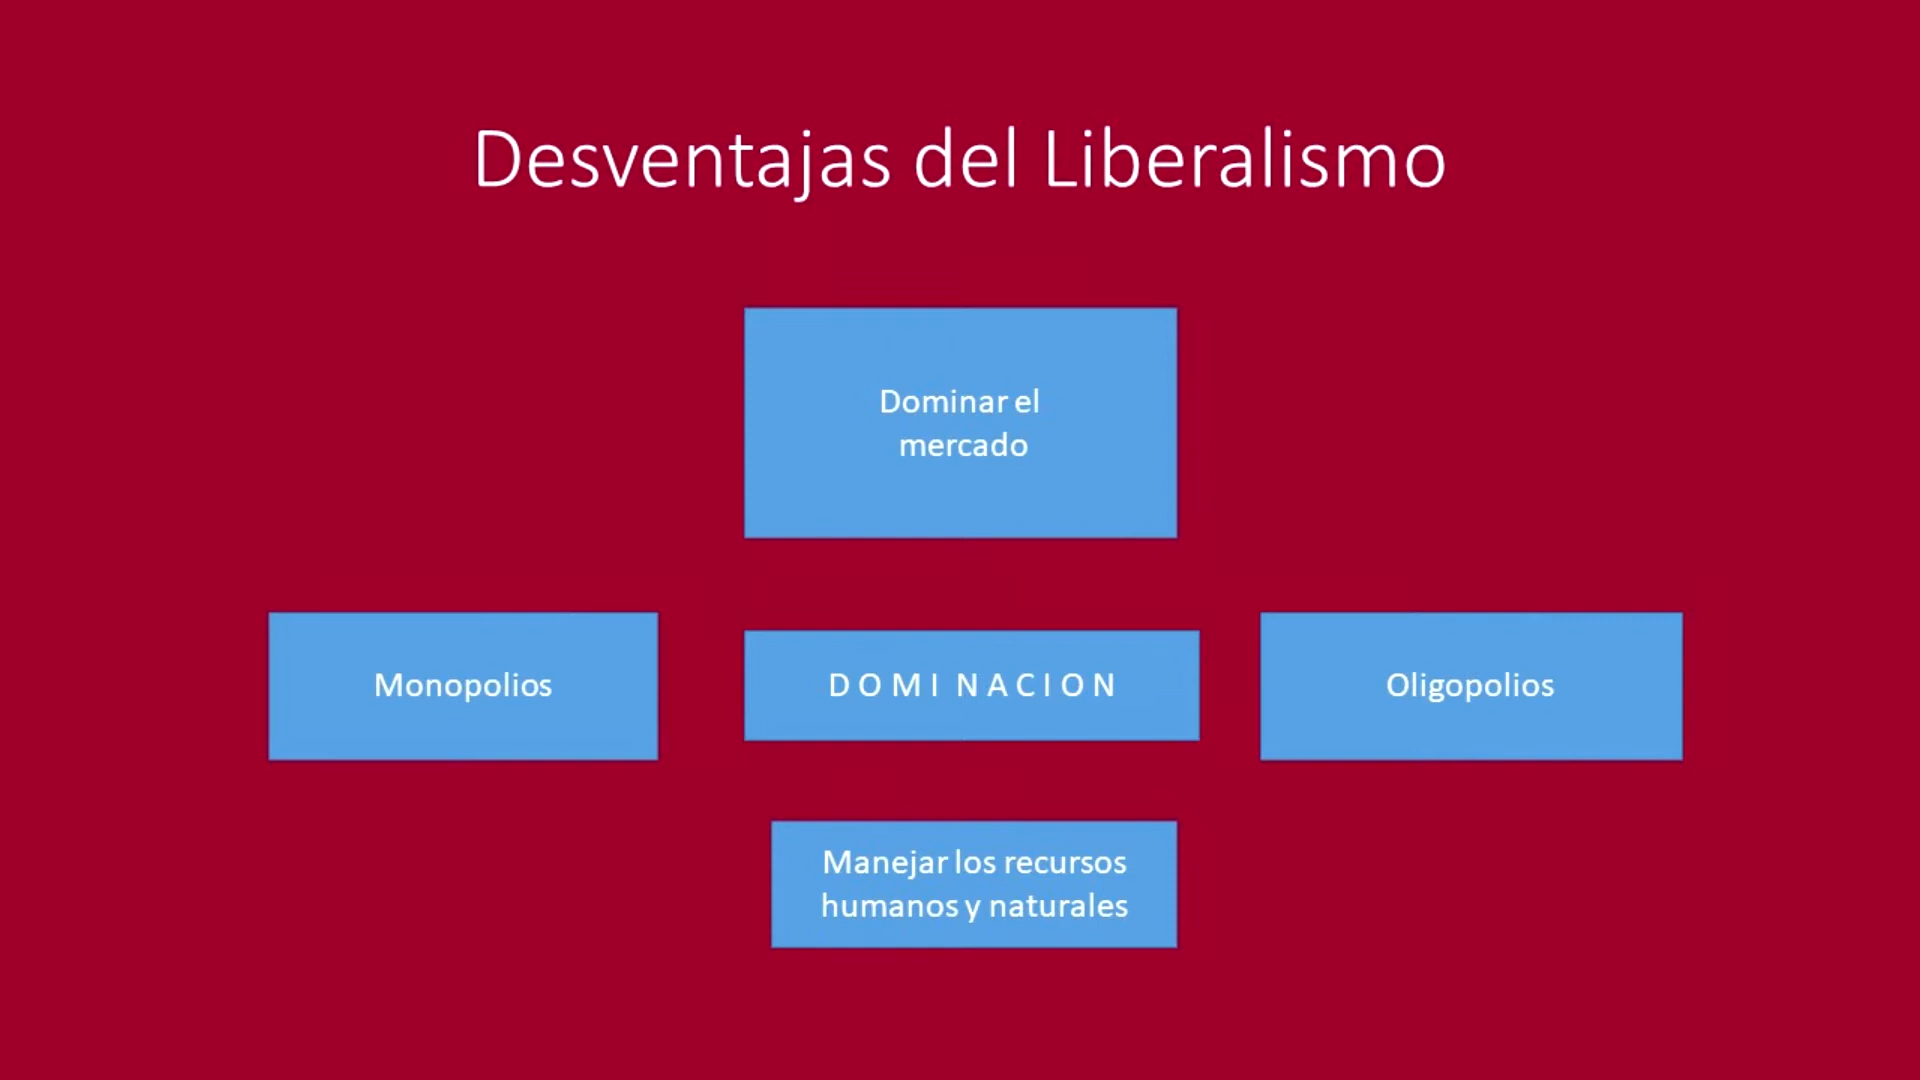 Desventajas del Liberalismo
Dominar el
mercado
Monopolios
D O M I  N A C I O N
Oligopolios
Manejar los recursos
humanos y naturales